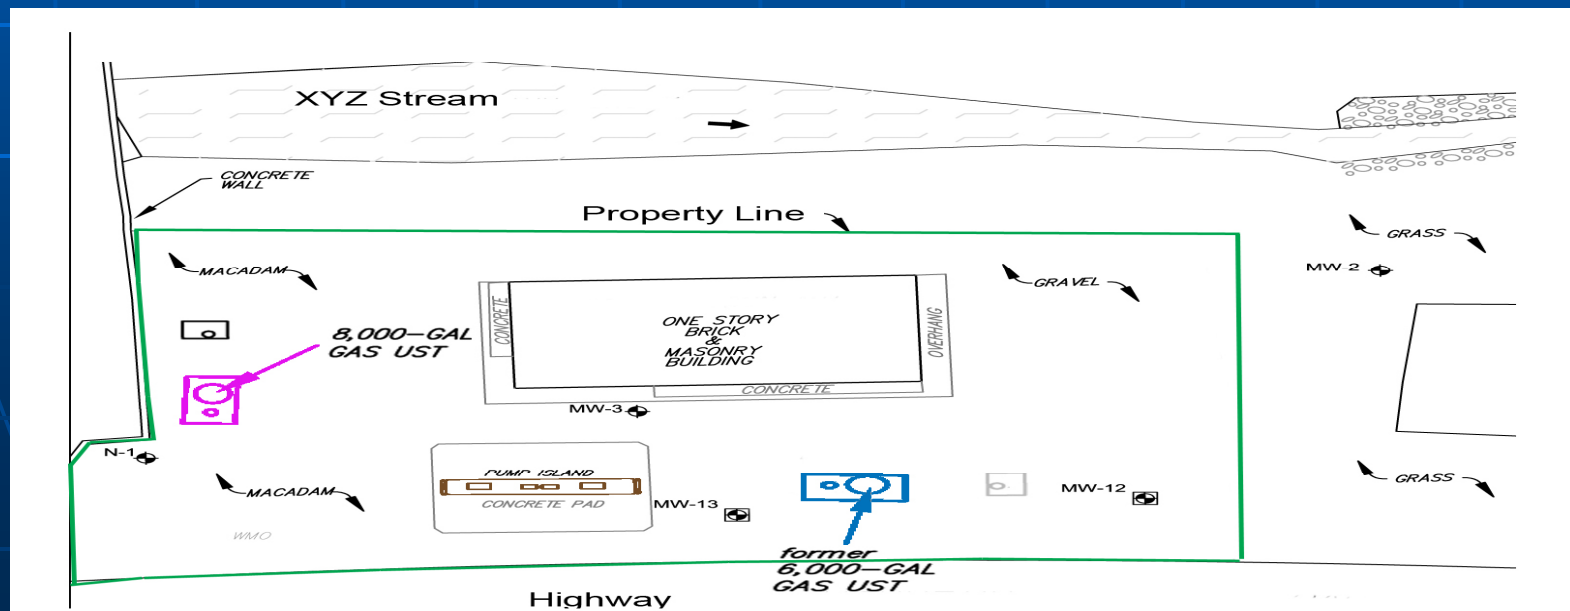 XYZ Stream
CONCRETE
WALL
Property Line
GRASS
MW-2
MACADAM
GRAVEL
CONCRETE
ONE STORY
BRICK
&
MASONRY
BUILDING
OVERHANG
8,000-GAL
GAS UST
CONCRETE
MW-3
N-1
PUMP ISLAND
CONCRETE PAD
MACADAM
MW-13
MW-12
GRASS
WMO
former
6,000-GAL
GAS UST
Highway